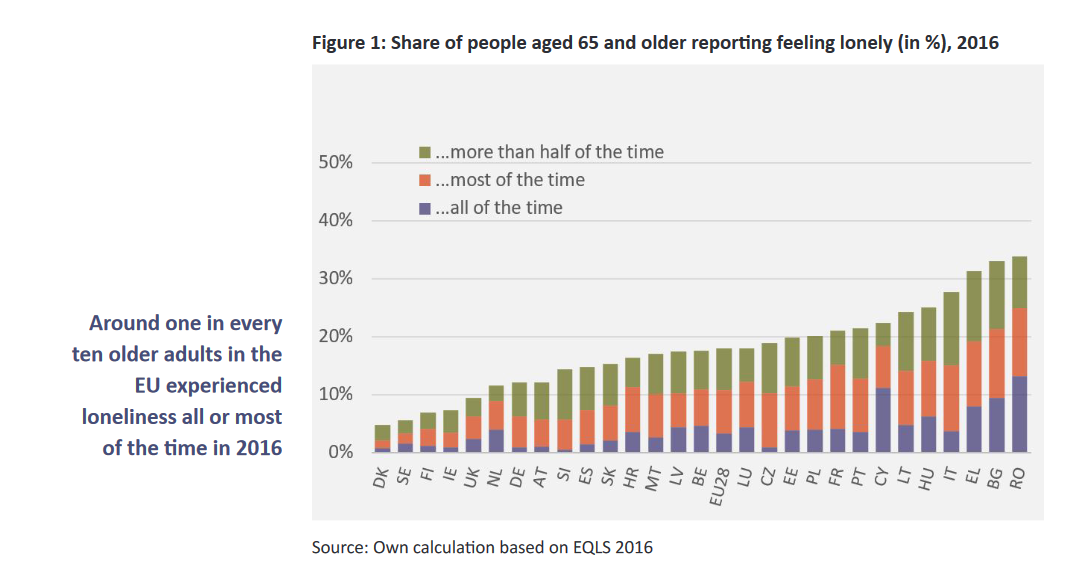 Figure 1: Share of people aged 65 and older reporting feeling lonely (in %), 2016
...more than half of the time
...most of the time
...all of the time
50%
40%
30%
20%
10%
0%
DK SE FI IE UK NL DE AT SI ES SK HR MT LV BE EU28 LU CZ EE PL FR PT CY LT HU IT EL BG RO
Around one in every
ten older adults in the
EU experienced
loneliness all or most
of the time in 2016
Source: Own calculation based on EQLS 2016